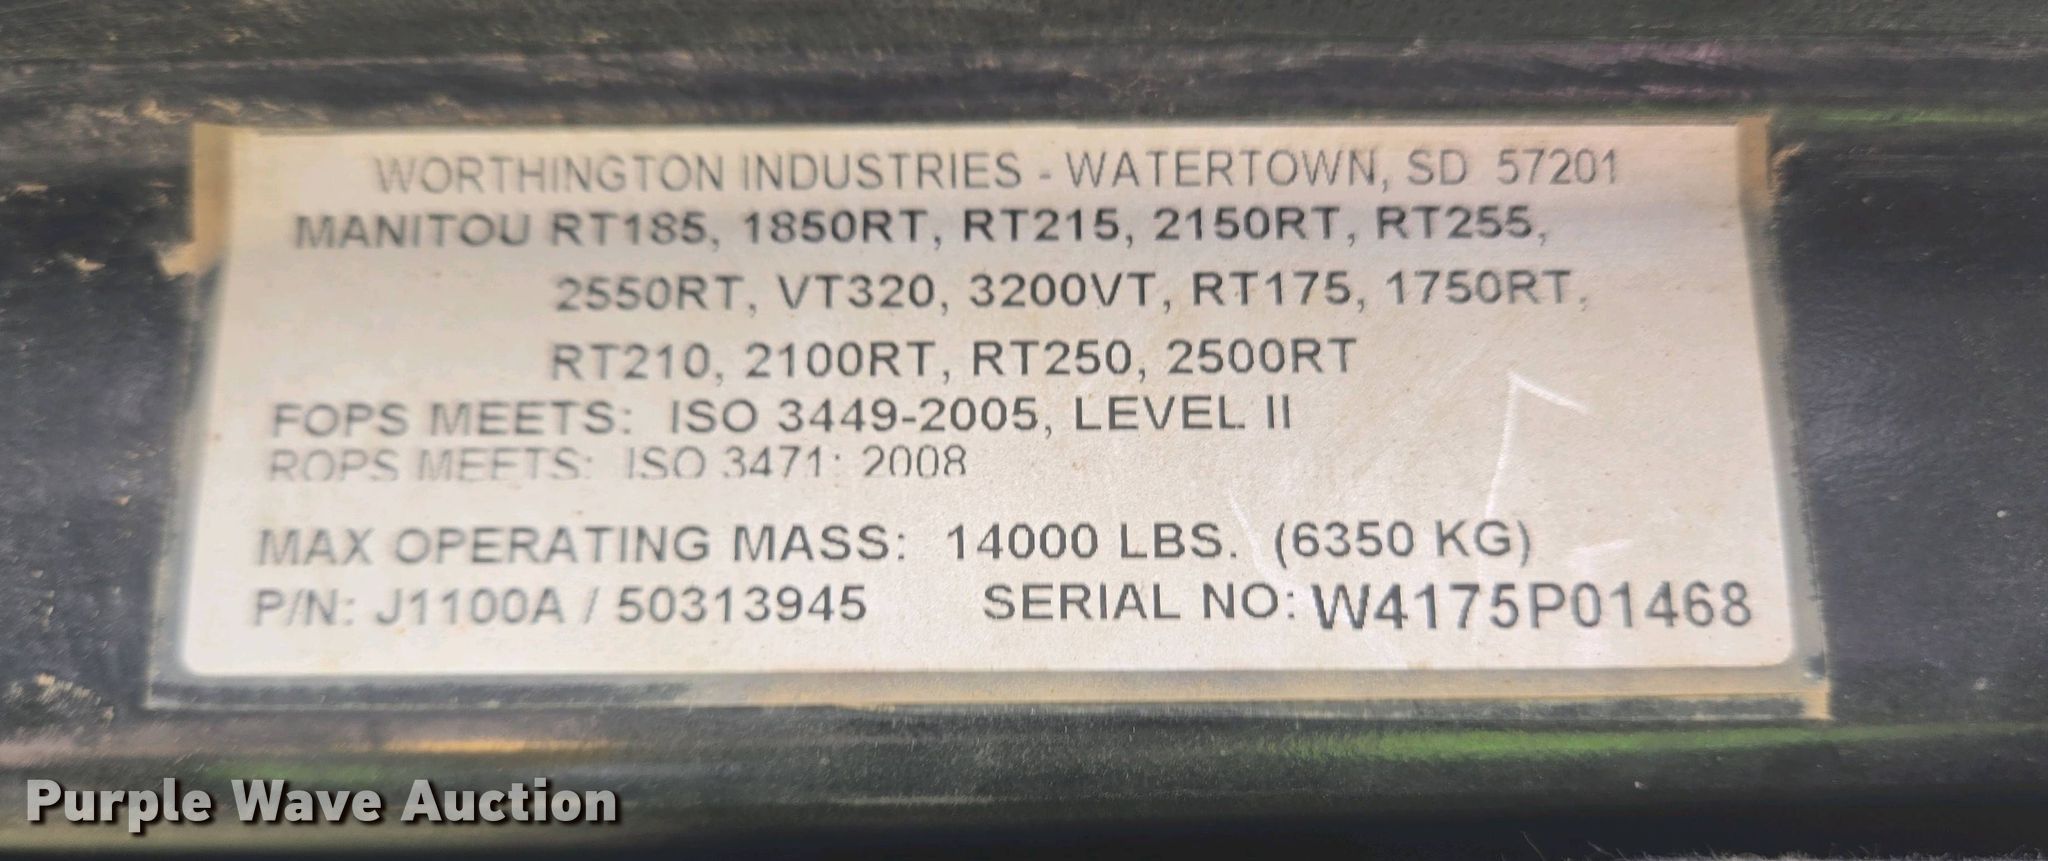 WORTHINGTON INDUSTRIES - WATERTOWN, SD 57201
MANITOU RT185, 1850RT, RT215, 2150RT, RT255,
2550RT, VT320, 3200VT, RT175, 1750RT,
RT210, 2100RT, RT250, 2500RT
FOPS MEETS: ISO 3449-2005, LEVEL II
ROPS MEETS: ISO 3471: 2008
MAX OPERATING MASS: 14000 LBS. (6350 KG)
P/N: J1100A / 50313945 SERIAL NO: W4175P01468
Purple Wave Auction